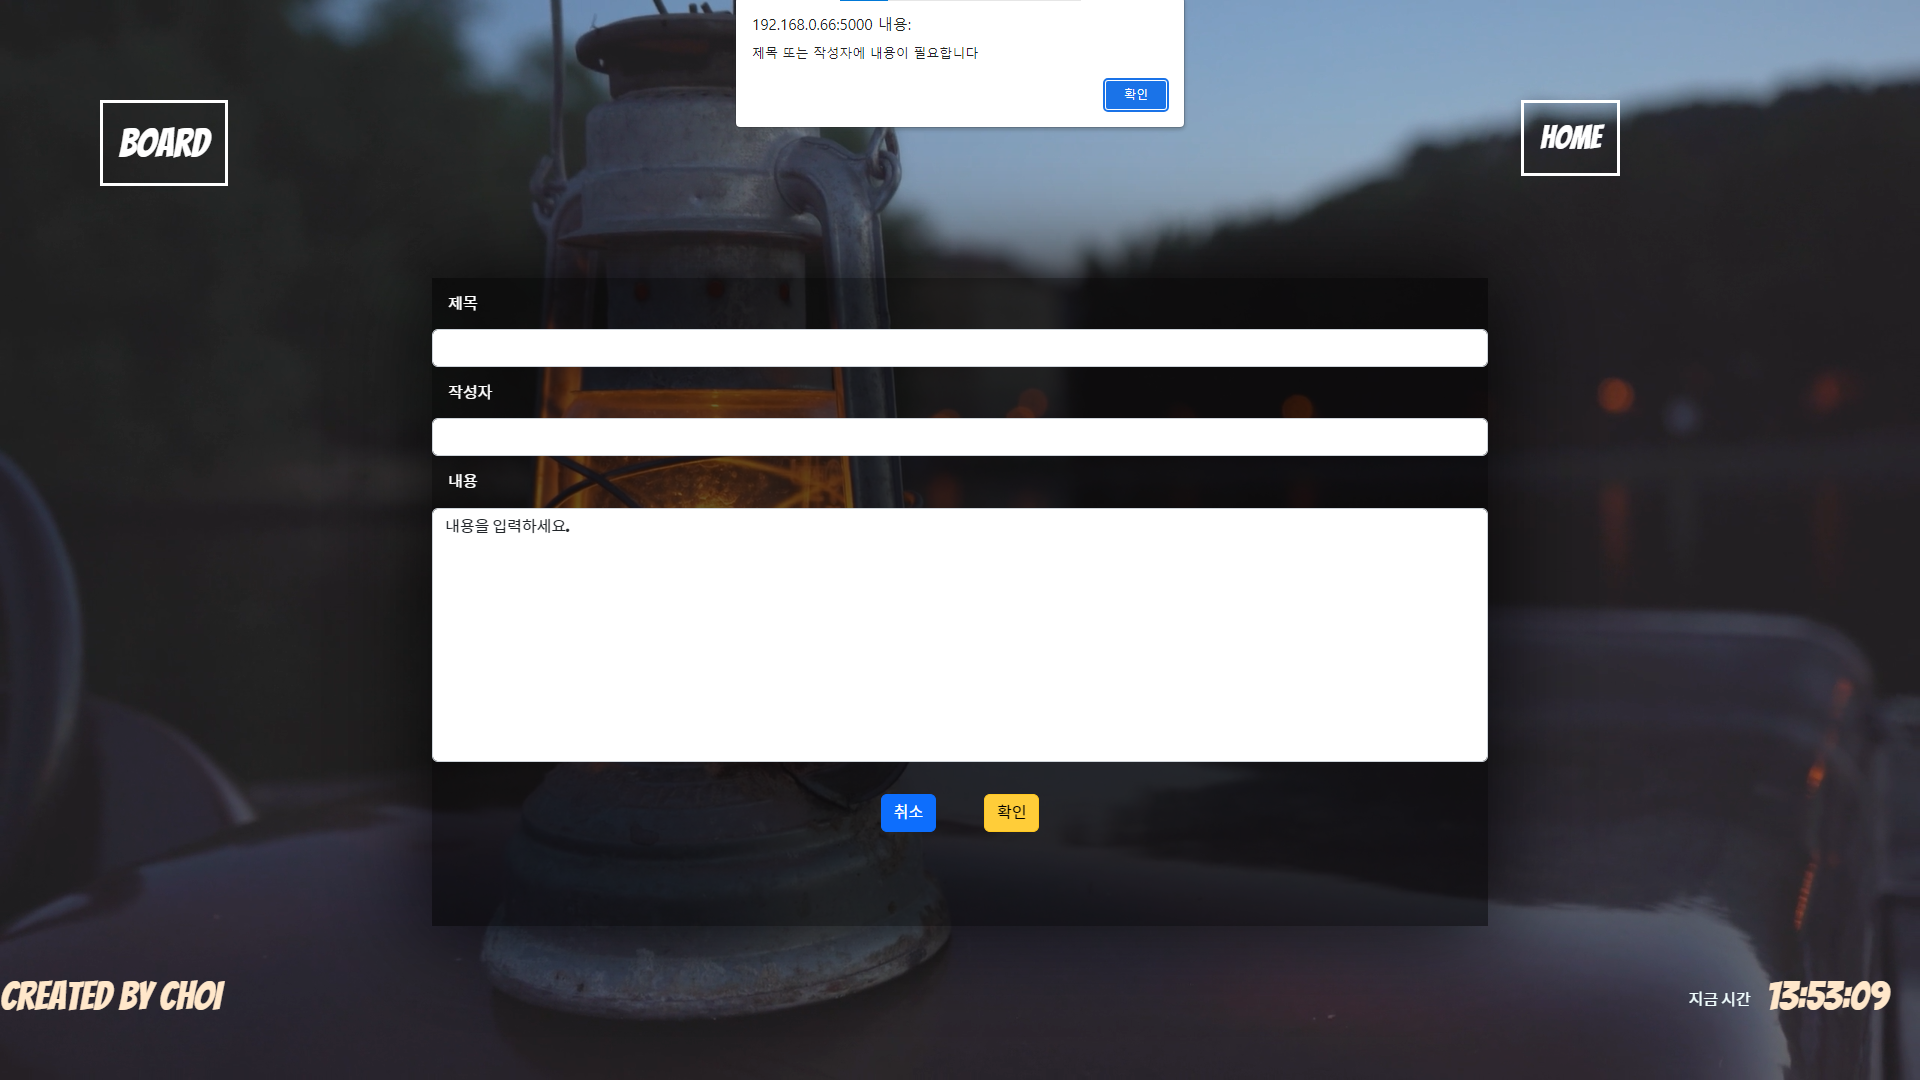 192.168.0.66:5000 내용:
제목 또는 작성자에 내용이 필요합니다
확인
BOARD
HOME
제목
작성자
내용
내용을 입력하세요.
취소
확인
CREATED BY CHOI
지금 시간 13:53:09